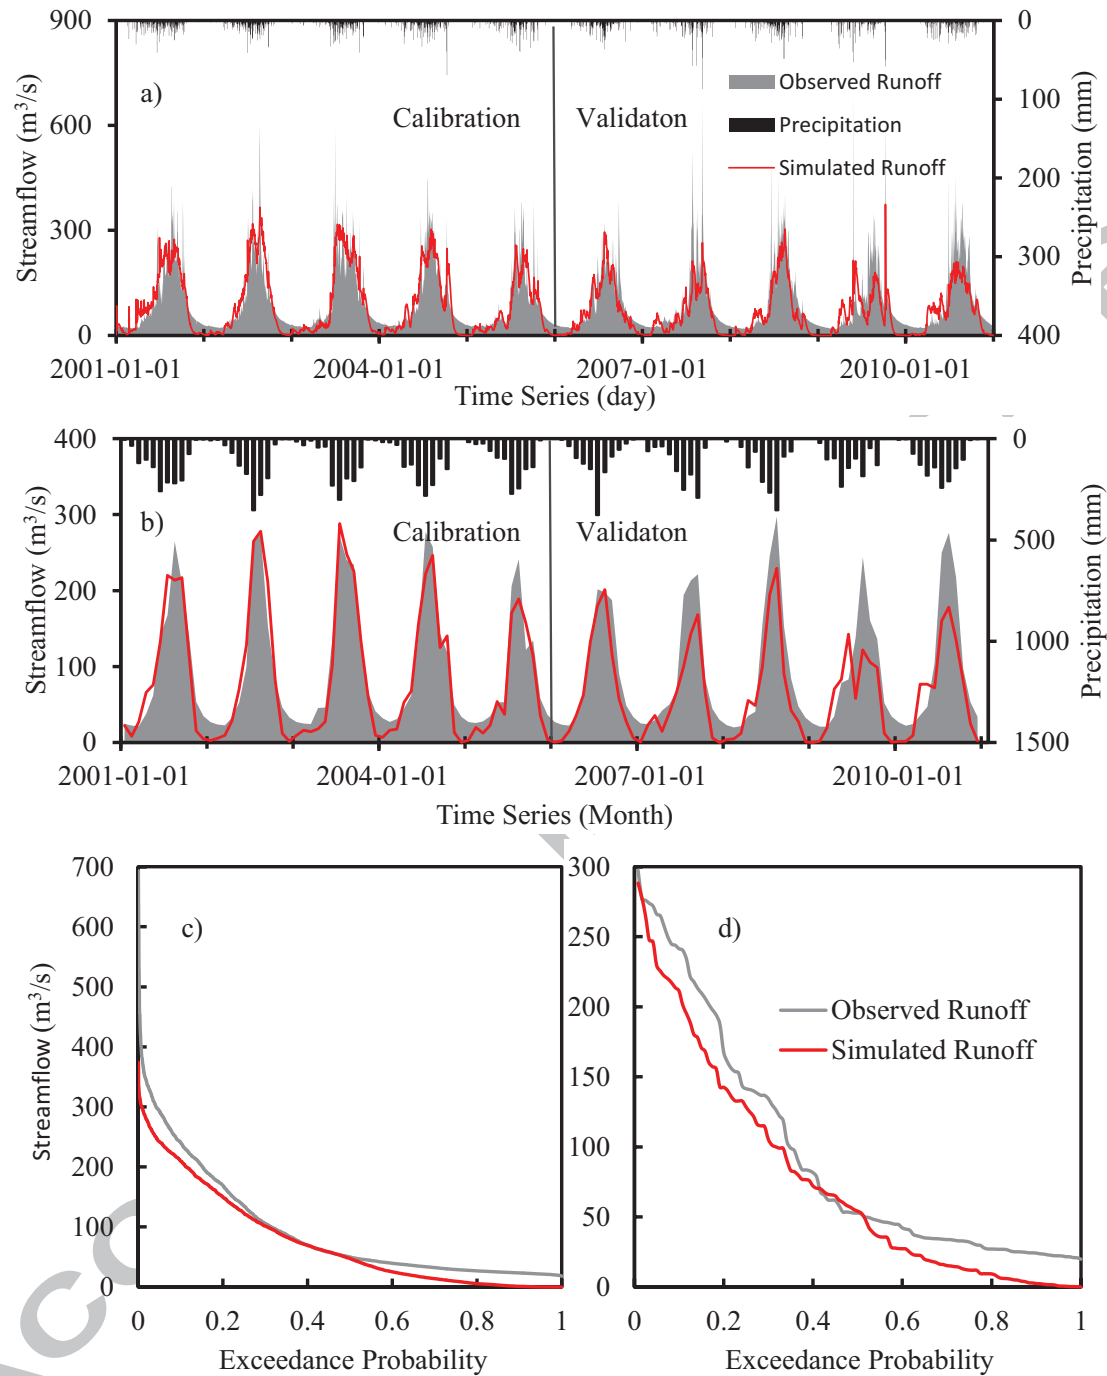 900
600
300
0
Streamflow (m³/s)
a)
Calibration
Validaton
Observed Runoff
Precipitation
Simulated Runoff
0
100
200
300
400
Precipitation (mm)
2001-01-01
2004-01-01
2007-01-01
2010-01-01
Time Series (day)
400
300
200
100
0
Streamflow (m³/s)
b)
Calibration
Validaton
0
500
1000
1500
Precipitation (mm)
2001-01-01
2004-01-01
2007-01-01
2010-01-01
Time Series (Month)
700
600
500
400
300
200
100
0
Streamflow (m³/s)
c)
0
0.2
0.4
0.6
0.8
1
Exceedance Probability
300
250
200
150
100
50
0
d)
Observed Runoff
Simulated Runoff
0
0.2
0.4
0.6
0.8
1
Exceedance Probability